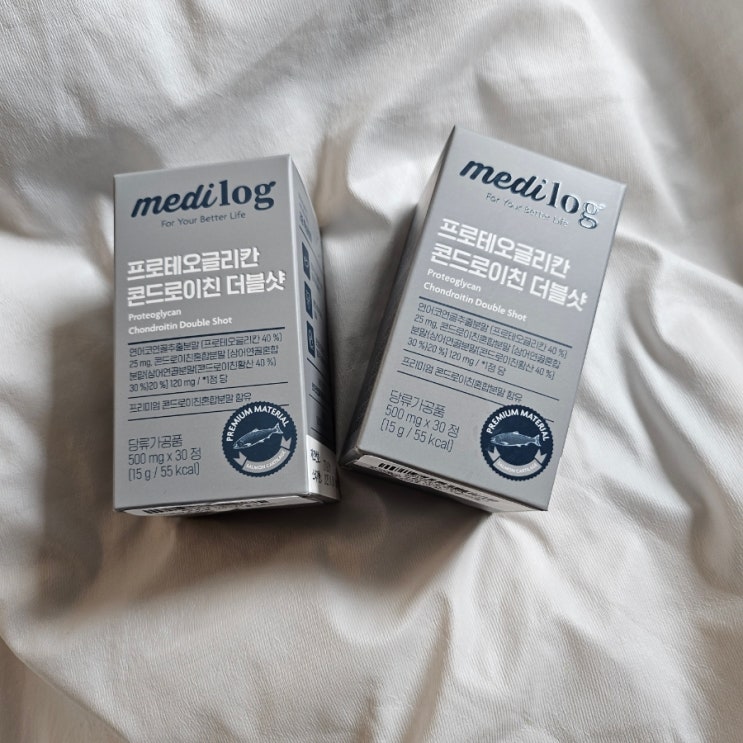 medilog
For Your Better Life
프로테오글리칸
콘드로이친 더블샷
Proteoglycan
Chondroitin Double Shot
연어코연골추출분말 (프로테오글리칸 40 %)
25 mg, 콘드로이친혼합분말 (상어연골혼합
분말(상어연골분말(콘드로이친황산 40 %)
30 %)20 %) 120 mg / *1정 당
프리미엄 콘드로이친혼합분말 함유
당류가공품
500 mg x 30 정
(15 g / 55 kcal)
PREMIUM MATERIAL
SALMON CARTILAGE
medilog
For Your Better Life
프로테오글리칸
콘드로이친 더블샷
Proteoglycan
Chondroitin Double Shot
연어코연골추출분말 (프로테오글리칸 40 %)
25 mg, 콘드로이친혼합분말 (상어연골혼합
분말(상어연골분말(콘드로이친황산 40 %)
30 %)20 %) 120 mg / *1정 당
프리미엄 콘드로이친혼합분말 함유
당류가공품
500 mg x 30 정
(15 g / 55 kcal)
PREMIUM MATERIAL
SALMON CARTILAGE